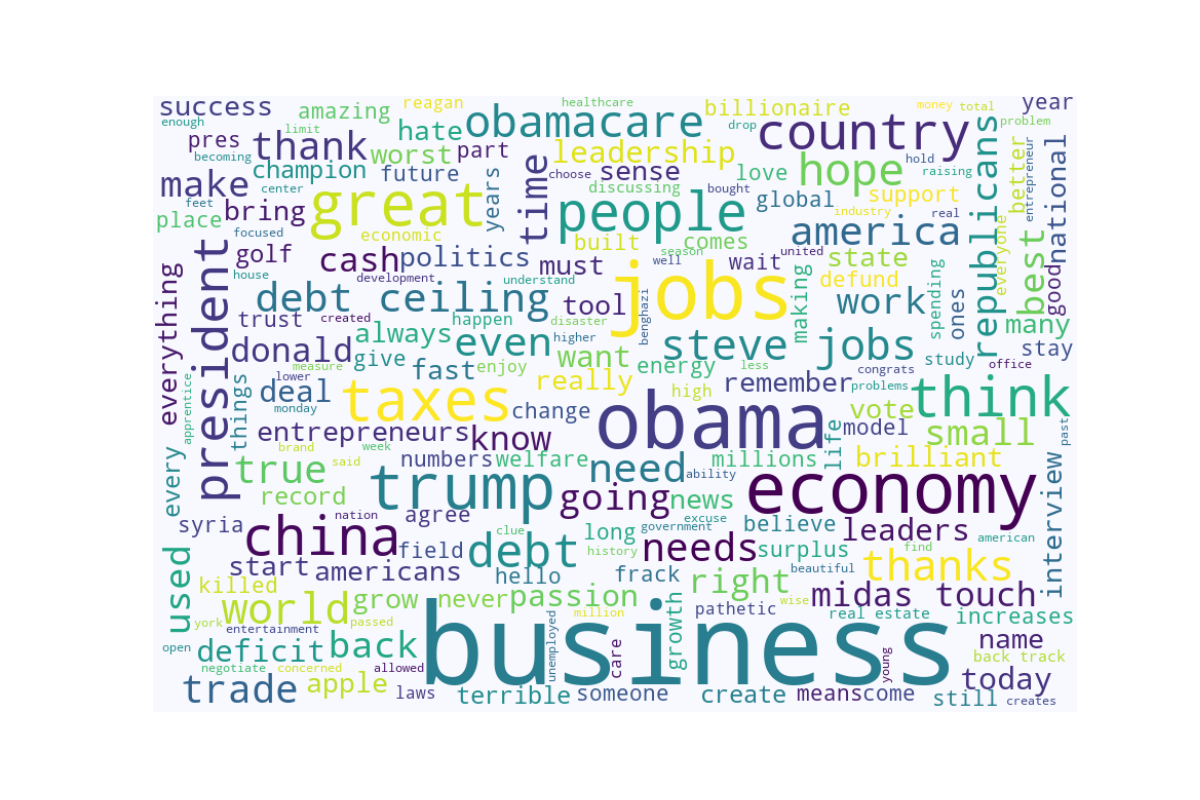 success amazing reagan healthcare billionaire money total year
enough limit obamacare drop country problem
pres thank hate leadership republicans
becoming worst part time choose sense love hope hold raising better national entrepreneur
make champion future discussing bought global support
center great years people industry real
feet bring built comes america everyone best good
place economic season united
focused golf cash politics must well wait state
president house development understand jobs making defund spending
everything debt ceiling tool benghazi work ones many
trust created always happen disaster even higher steve jobs study stay
donald give fast enjoy want energy less congrats office
measure really high remember problems think
apprentice things lower deal taxes change obama vote small past
monday entrepreneurs know life model
brand week numbers welfare need millions brilliant
every true said trump ability economy interview
record going news
syria nation agree clue long excuse government believe leaders american
china field debt history needs surplus find
used start americans hello frack right beautiful thanks
killed world grow never passion growth pathetic wise midas touch
york passed million real estate increases
entertainment business unemployed
open deficit back care young name
negotiate concerned allowed back track
trade apple laws terrible someone create means come today
still creates